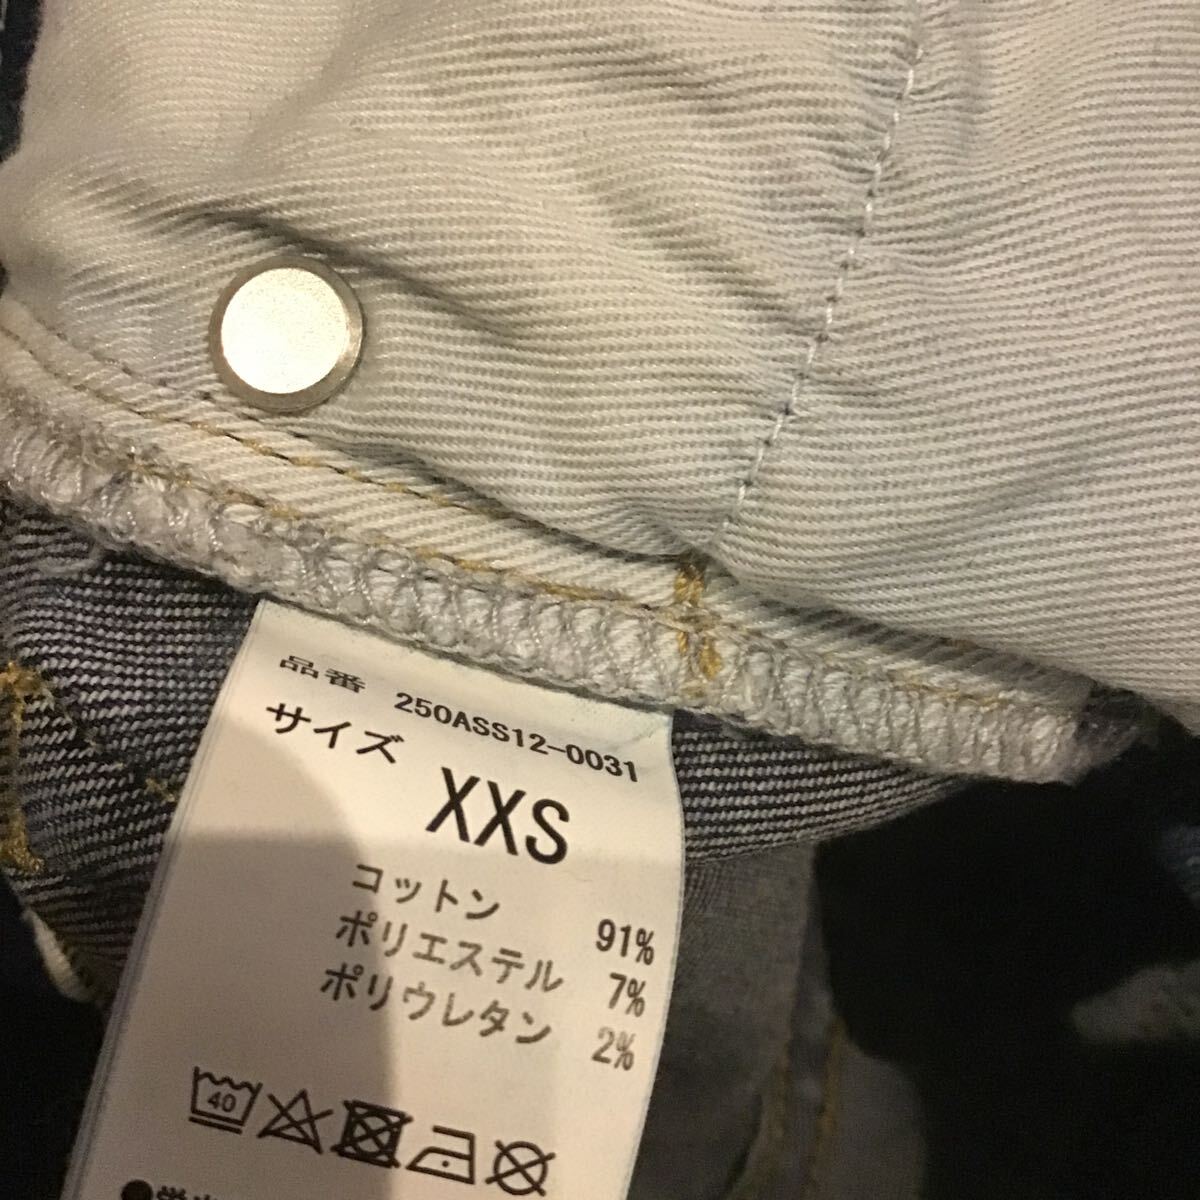 品番 250ASS12-0031
サイズ
XXS
コットン 91%
ポリエステル 7%
ポリウレタン 2%
40